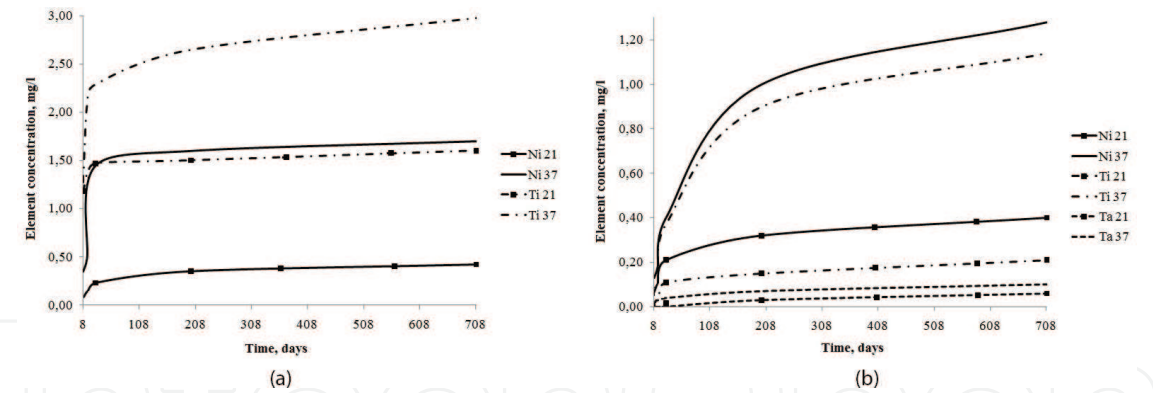 Element concentration, mg/l
3,00
2,50
2,00
1,50
1,00
0,50
0,00
8 108 208 308 408 508 608 708
Time, days
Ni 21
Ni 37
Ti 21
Ti 37
(a)
Element concentration, mg/l
1,20
1,00
0,80
0,60
0,40
0,20
0,00
8 108 208 308 408 508 608 708
Time, days
Ni 21
Ni 37
Ti 21
Ti 37
Ta 21
Ta 37
(b)